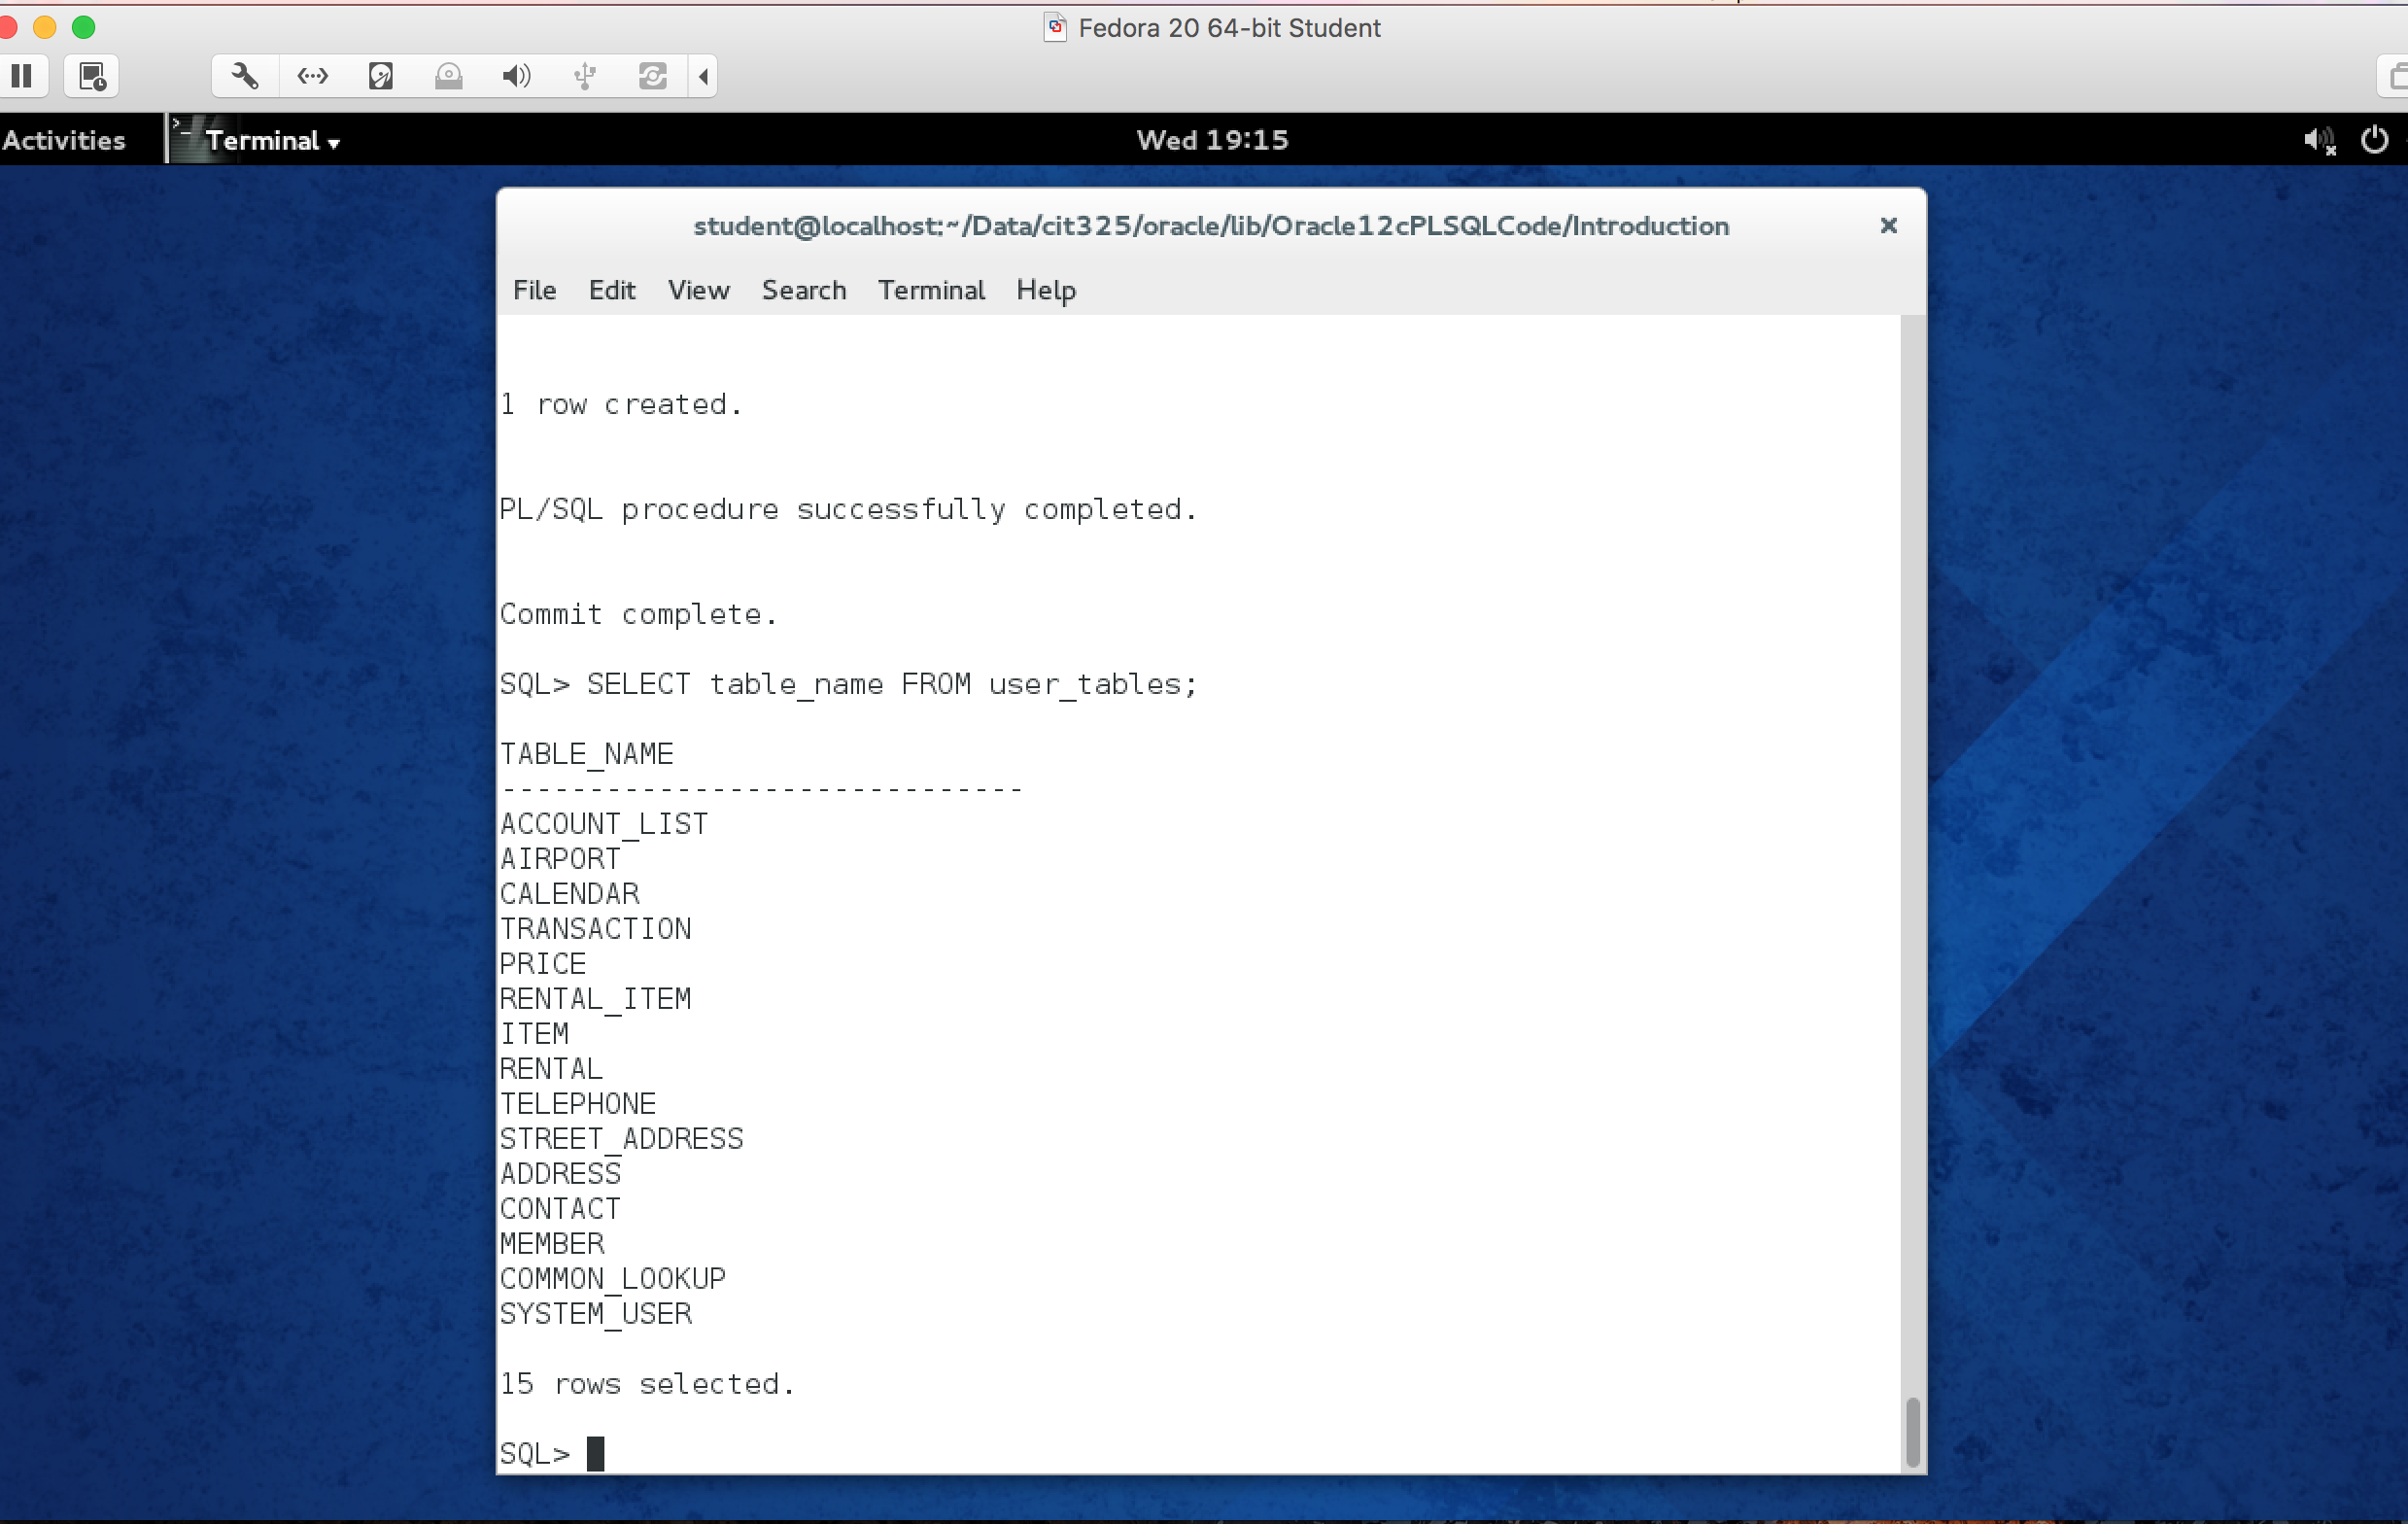 Fedora 20 64-bit Student
Activities
Terminal
Wed 19:15
student@localhost:~/Data/cit325/oracle/lib/Oracle12cPLSQLCode/Introduction
File Edit View Search Terminal Help
1 row created.
PL/SQL procedure successfully completed.
Commit complete.
SQL> SELECT table_name FROM user_tables;
TABLE_NAME
------------------------------
ACCOUNT_LIST
AIRPORT
CALENDAR
TRANSACTION
PRICE
RENTAL_ITEM
ITEM
RENTAL
TELEPHONE
STREET_ADDRESS
ADDRESS
CONTACT
MEMBER
COMMON_LOOKUP
SYSTEM_USER
15 rows selected.
SQL>